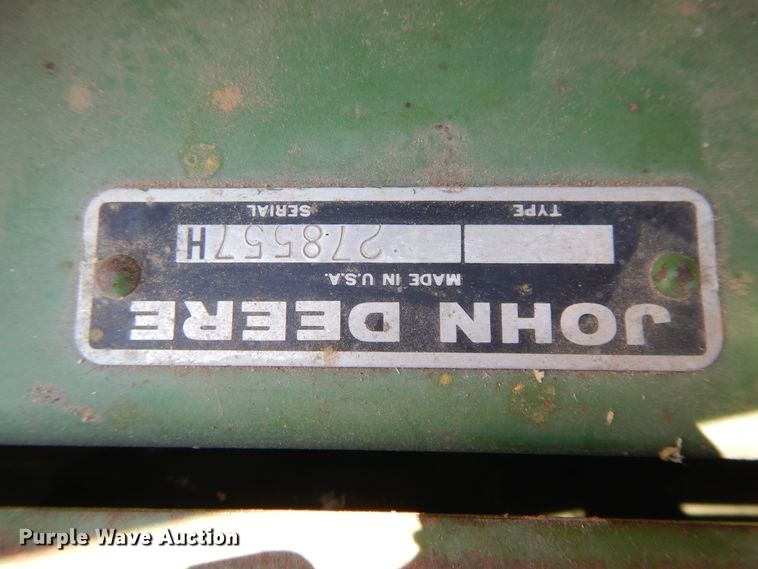 JOHN DEERE
MADE IN U.S.A.
278557H
TYPE SERIAL
Purple Wave Auction